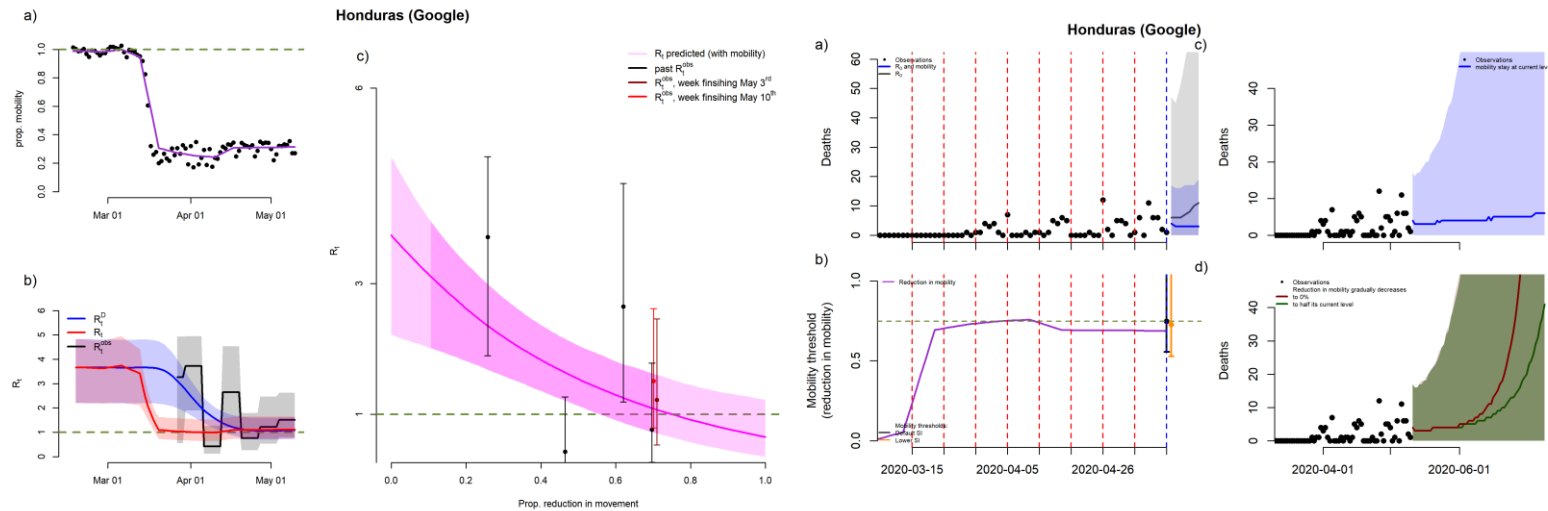 Honduras (Google)
a)
prop. mobility
0.0
0.2
0.4
0.6
0.8
1.0
Mar 01
Apr 01
May 01
b)
R_t
0
1
2
3
4
5
6
R_t^D
R_t
R_t^obs
Mar 01
Apr 01
May 01
c)
R_t predicted (with mobility)
past R_t^obs
R_t^obs, week finsihing May 3rd
R_t^obs, week finsihing May 10th
R_t
6
3
1
0.0
0.2
0.4
0.6
0.8
1.0
Prop. reduction in movement
Honduras (Google)
a)
Deaths
0
10
20
30
40
50
60
Observations
R_0 and mobility
R_0
b)
Mobility threshold
(reduction in mobility)
0.0
0.5
1.0
Reduction in mobility
Mobility thresholds:
Default SI
Lower SI
2020-03-15
2020-04-05
2020-04-26
c)
Deaths
0
10
20
30
40
Observations
mobility stay at current lev
d)
Deaths
0
10
20
30
40
Observations
Reduction in mobility gradually decreases
to 0%
to half its current level
2020-04-01
2020-06-01